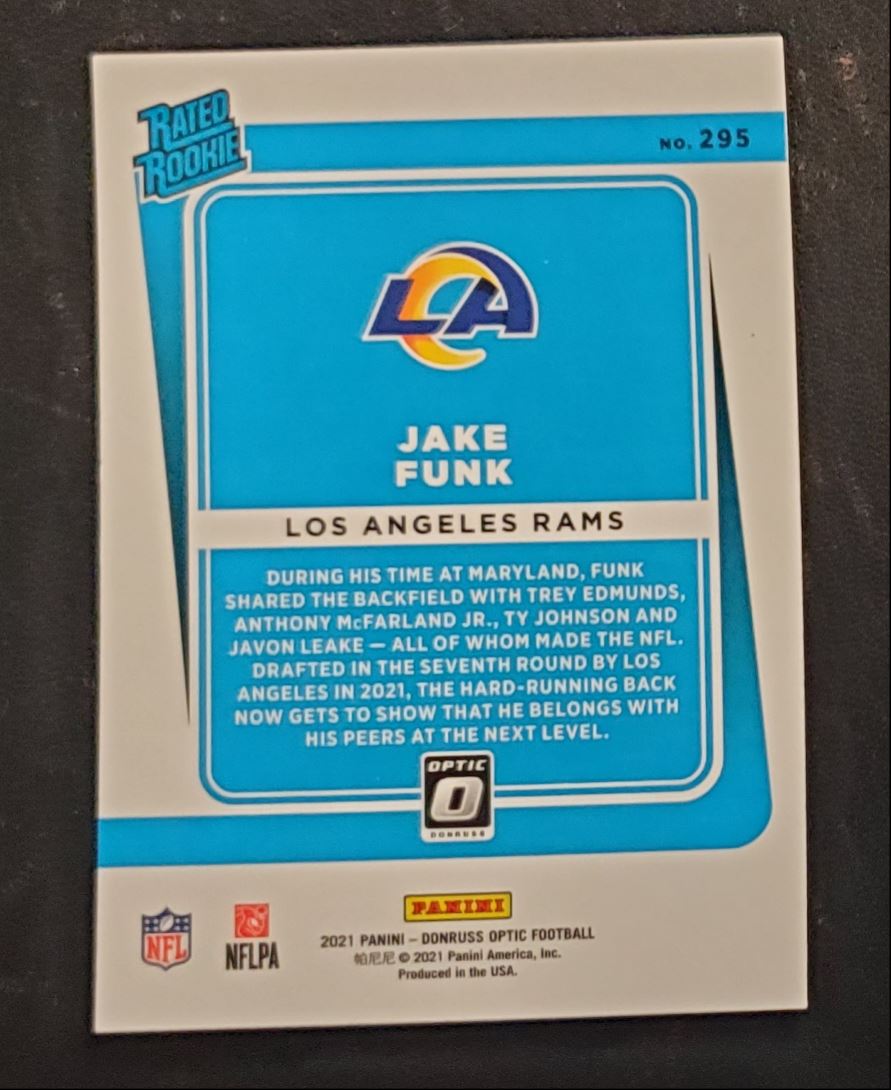 RATED
ROOKIE
NO. 295
LA
JAKE
FUNK
LOS ANGELES RAMS
DURING HIS TIME AT MARYLAND, FUNK
SHARED THE BACKFIELD WITH TREY EDMUNDS,
ANTHONY McFARLAND JR., TY JOHNSON AND
JAVON LEAKE — ALL OF WHOM MADE THE NFL.
DRAFTED IN THE SEVENTH ROUND BY LOS
ANGELES IN 2021, THE HARD-RUNNING BACK
NOW GETS TO SHOW THAT HE BELONGS WITH
HIS PEERS AT THE NEXT LEVEL.
OPTIC
O
DONRUSS
PANINI
NFL
NFLPA
2021 PANINI – DONRUSS OPTIC FOOTBALL
帕尼尼 © 2021 Panini America, Inc.
Produced in the USA.